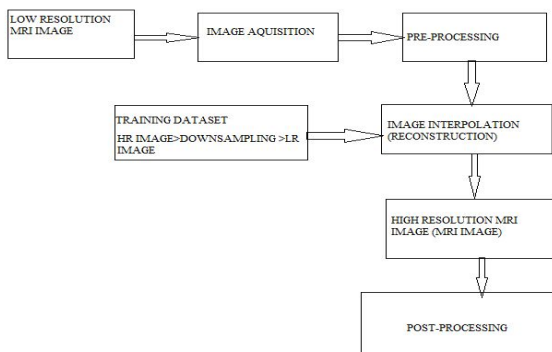 LOW RESOLUTION
MRI IMAGE
IMAGE AQUISITION
PRE-PROCESSING
TRAINING DATASET
HR IMAGE>DOWNSAMPLING >LR
IMAGE
IMAGE INTERPOLATION
(RECONSTRUCTION)
HIGH RESOLUTION MRI
IMAGE (MRI IMAGE)
POST-PROCESSING